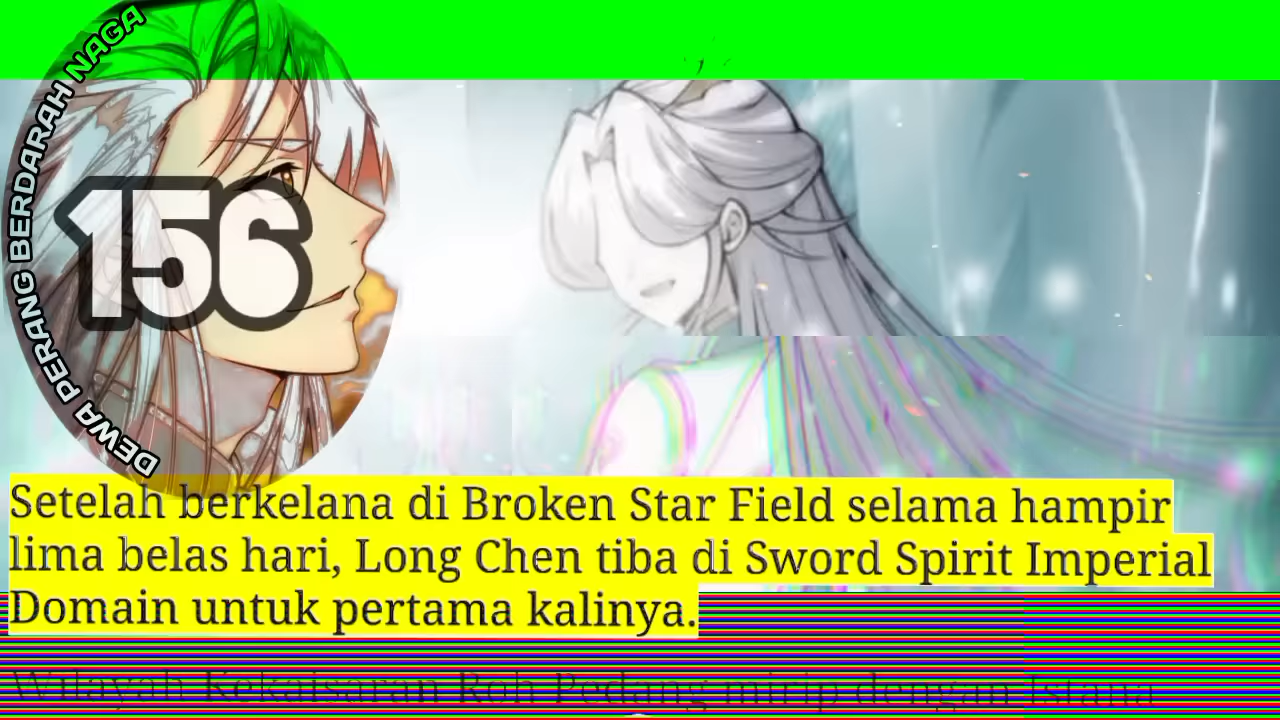 DEWA PERANG BERDARAH NAGA
156
Setelah berkelana di Broken Star Field selama hampir
lima belas hari, Long Chen tiba di Sword Spirit Imperial
Domain untuk pertama kalinya.
Wilayah Kekaisaran Roh Pedang mirip dengan Istana